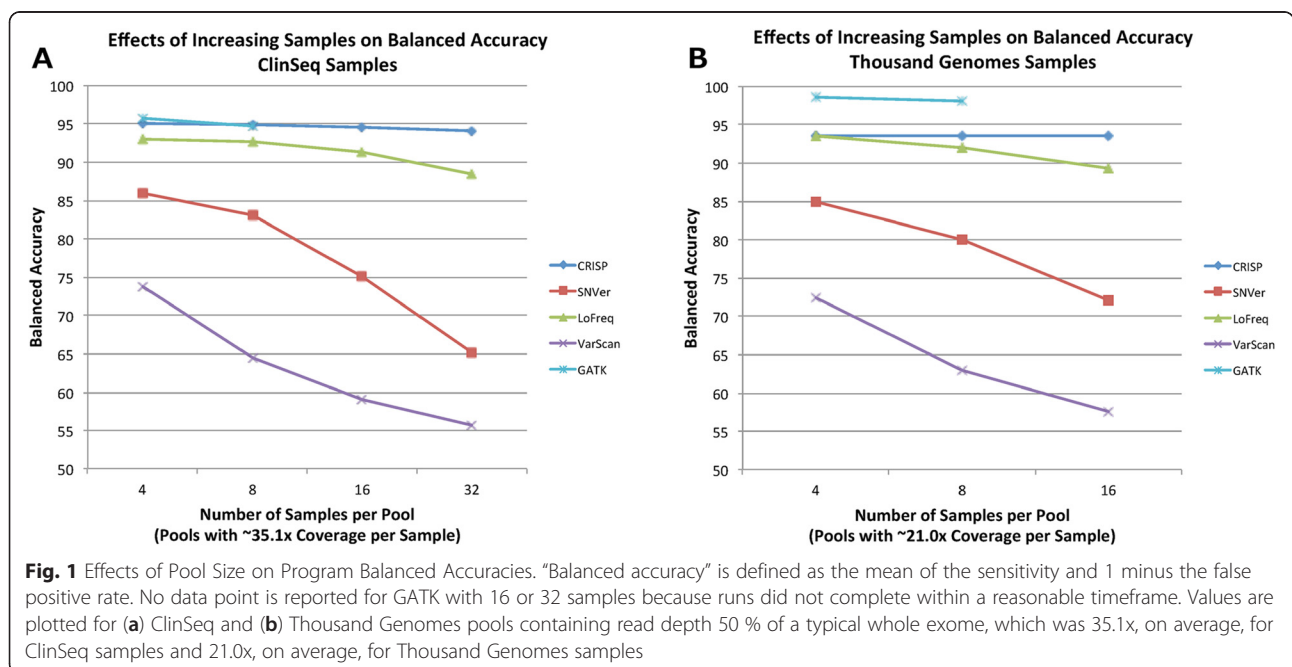 A
Effects of Increasing Samples on Balanced Accuracy
ClinSeq Samples
Balanced Accuracy
100
95
90
85
80
75
70
65
60
55
50
4 8 16 32
Number of Samples per Pool
(Pools with ~35.1x Coverage per Sample)
CRISP
SNVer
LoFreq
VarScan
GATK
B
Effects of Increasing Samples on Balanced Accuracy
Thousand Genomes Samples
Balanced Accuracy
100
95
90
85
80
75
70
65
60
55
50
4 8 16
Number of Samples per Pool
(Pools with ~21.0x Coverage per Sample)
CRISP
SNVer
LoFreq
VarScan
GATK
Fig. 1 Effects of Pool Size on Program Balanced Accuracies. “Balanced accuracy” is defined as the mean of the sensitivity and 1 minus the false
positive rate. No data point is reported for GATK with 16 or 32 samples because runs did not complete within a reasonable timeframe. Values are
plotted for (a) ClinSeq and (b) Thousand Genomes pools containing read depth 50 % of a typical whole exome, which was 35.1x, on average, for
ClinSeq samples and 21.0x, on average, for Thousand Genomes samples